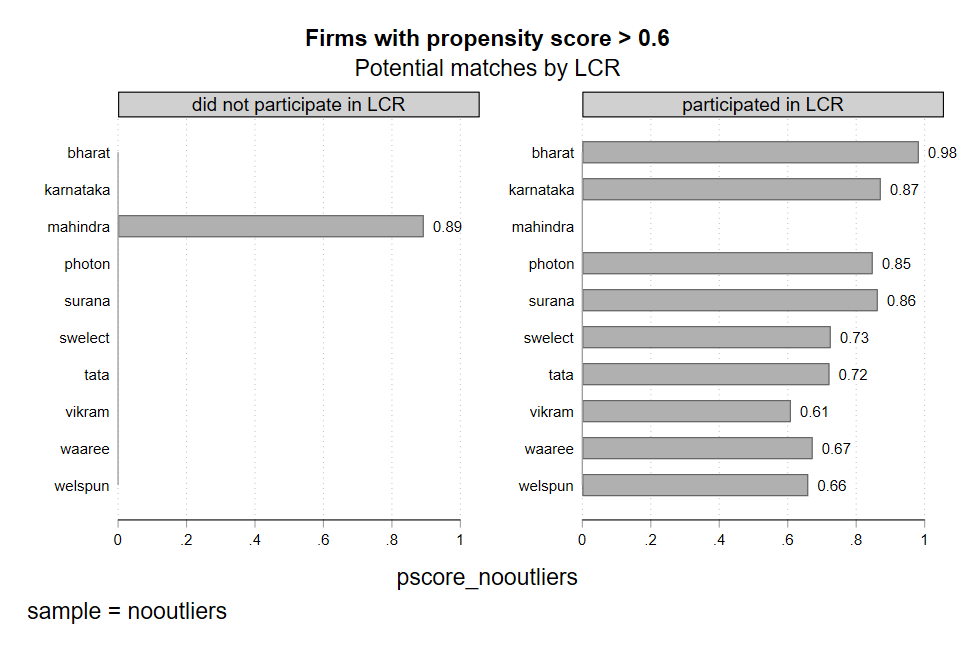 Firms with propensity score > 0.6
Potential matches by LCR
did not participate in LCR
bharat
karnataka
mahindra 0.89
photon
surana
swelect
tata
vikram
waaree
welspun
0 .2 .4 .6 .8 1
participated in LCR
bharat 0.98
karnataka 0.87
mahindra
photon 0.85
surana 0.86
swelect 0.73
tata 0.72
vikram 0.61
waaree 0.67
welspun 0.66
0 .2 .4 .6 .8 1
pscore_nooutliers
sample = nooutliers